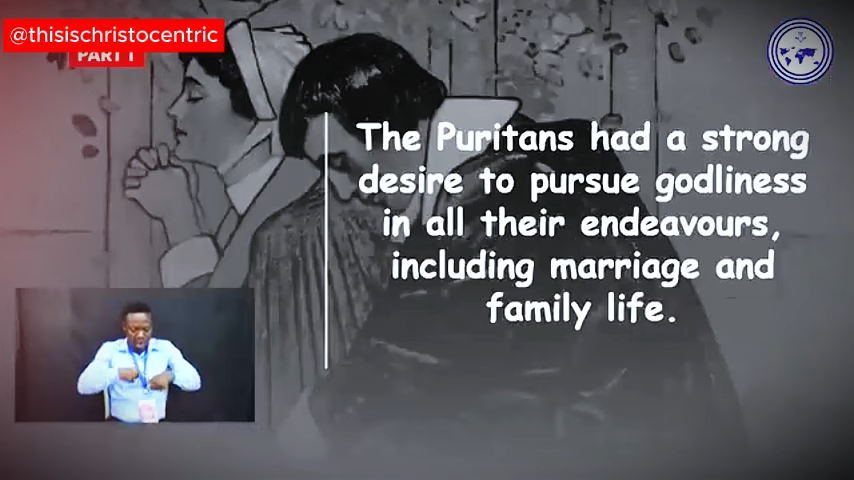 @thisischristocentric
PART 1
The Puritans had a strong
desire to pursue godliness
in all their endeavours,
including marriage and
family life.